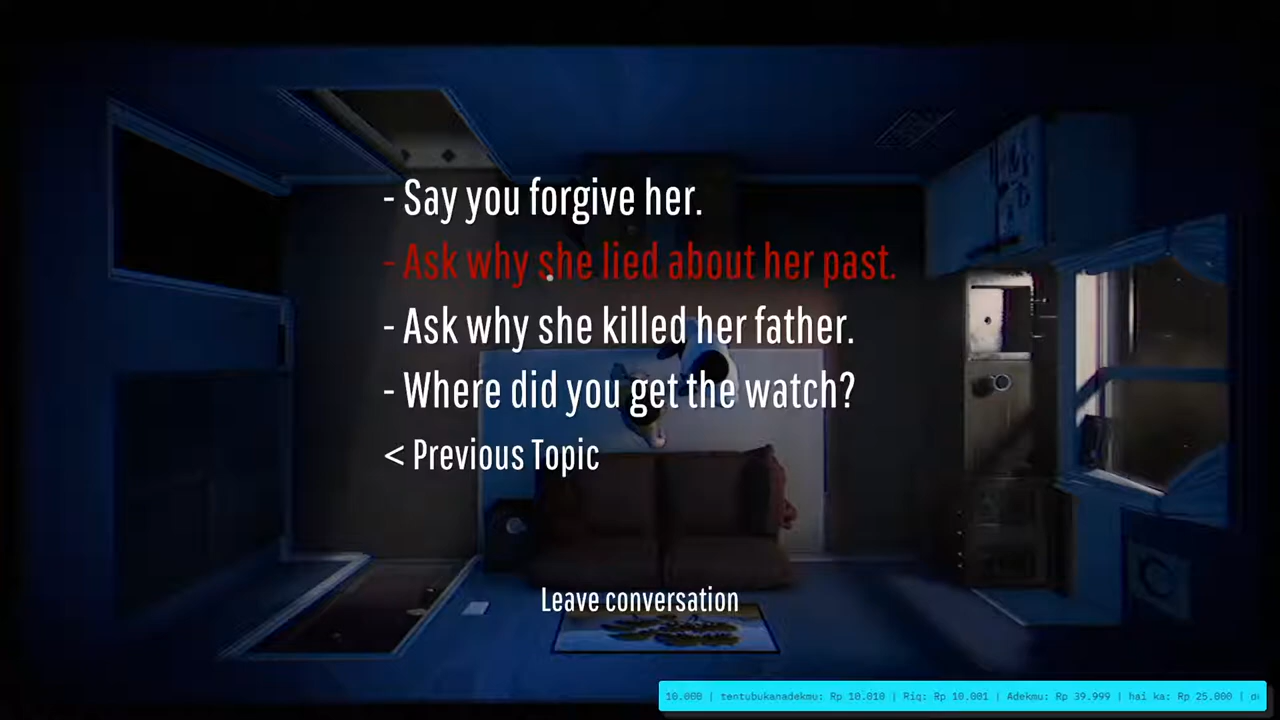 - Say you forgive her.
- Ask why she lied about her past.
- Ask why she killed her father.
- Where did you get the watch?
< Previous Topic
Leave conversation
10.000 | tentubukanadekmu: Rp 10.010 | Riq: Rp 10.001 | Adekmu: Rp 39.999 | hai ka: Rp 25.000 |